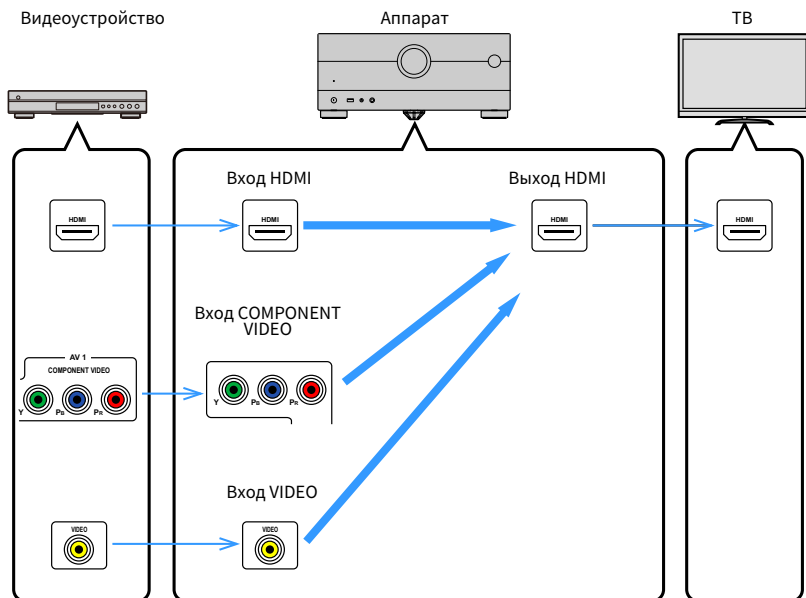 Видеоустройство
Аппарат
ТВ
Вход HDMI
Выход HDMI
HDMI
HDMI
HDMI
HDMI
Вход COMPONENT
VIDEO
AV 1
COMPONENT VIDEO
Y PB PR
Y PB PR
Вход VIDEO
VIDEO
VIDEO